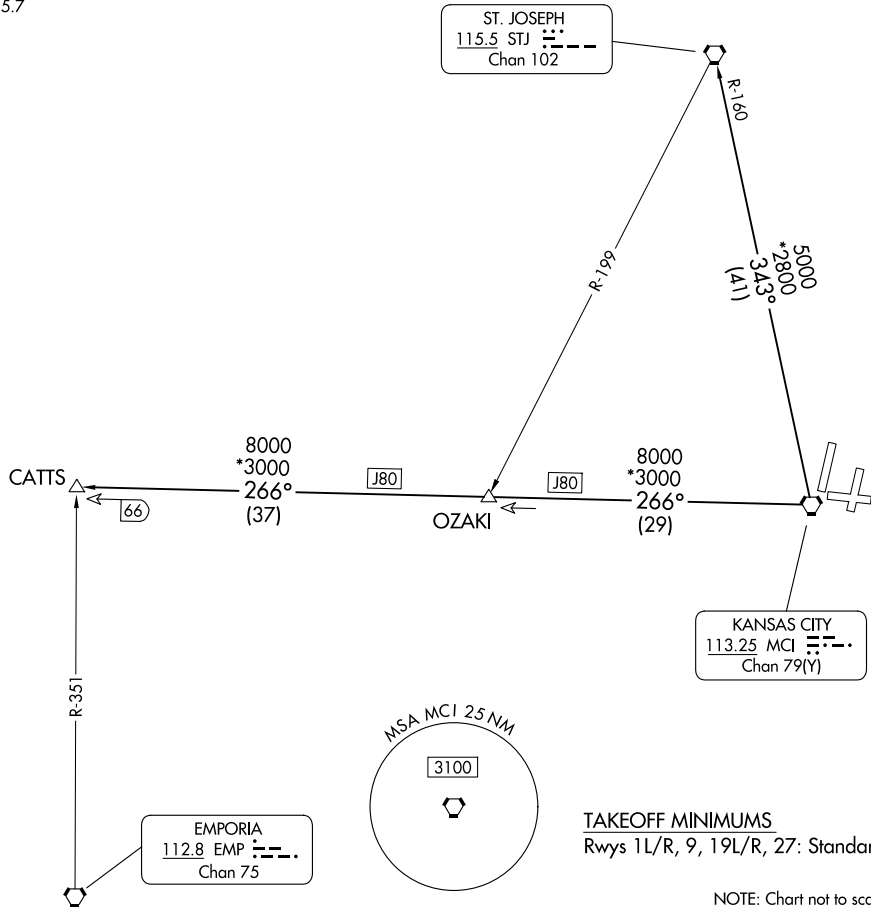 5.7
ST. JOSEPH
115.5 STJ
Chan 102
R-160
R-199
5000
*2800
343°
(41)
8000
*3000
266°
(37)
J80
8000
*3000
266°
(29)
J80
CATTS
66
OZAKI
KANSAS CITY
113.25 MCI
Chan 79(Y)
R-351
MSA MCI 25 NM
3100
EMPORIA
112.8 EMP
Chan 75
TAKEOFF MINIMUMS
Rwys 1L/R, 9, 19L/R, 27: Standar
NOTE: Chart not to sca